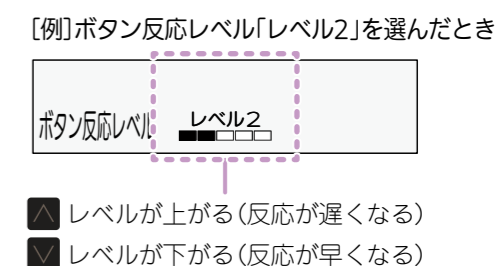 [例]ボタン反応レベル「レベル2」を選んだとき
ボタン反応レベル レベル2
∧ レベルが上がる(反応が遅くなる)
∨ レベルが下がる(反応が早くなる)